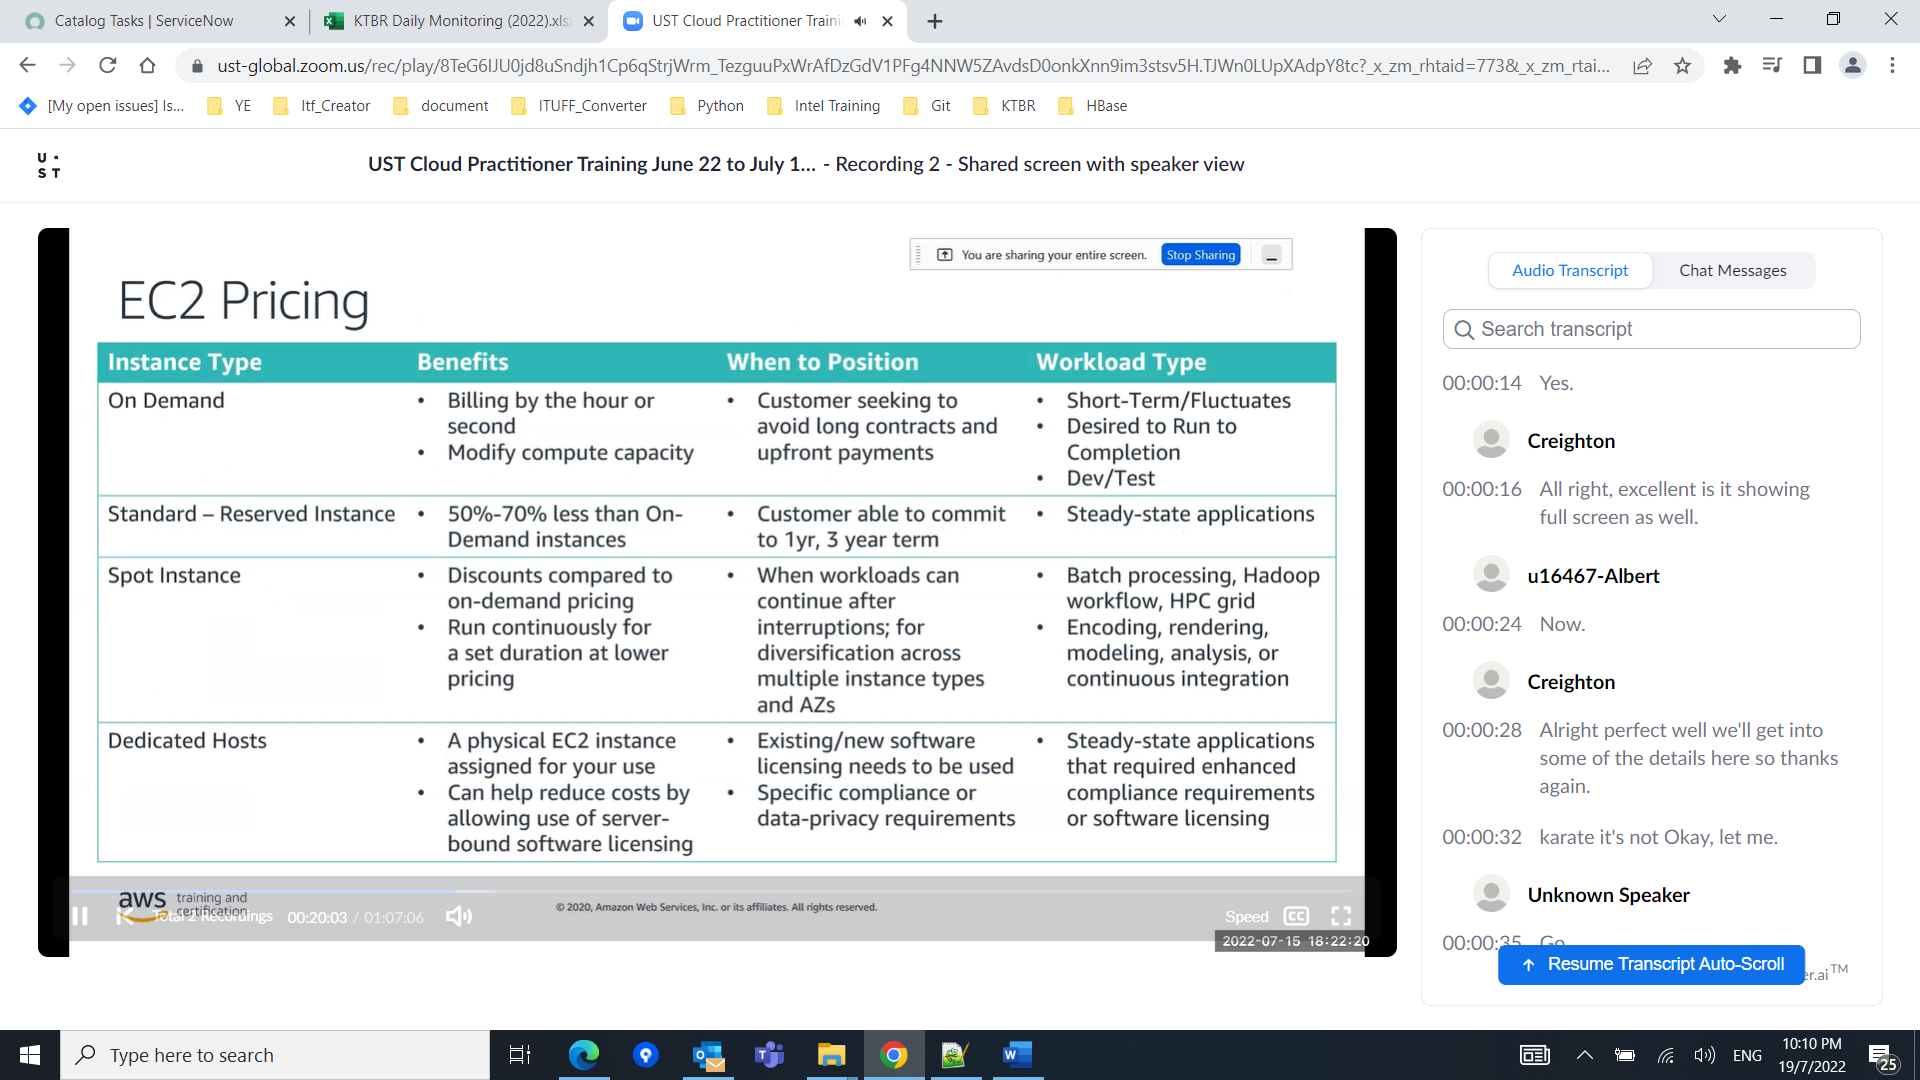 Catalog Tasks | ServiceNow
KTBR Daily Monitoring (2022).xls
UST Cloud Practitioner Traini
ust-global.zoom.us/rec/play/8TeG6IJU0jd8uSndjh1Cp6qStrjWrm_TezguuPxWrAfDzGdV1PFg4NNW5ZAvdsD0onkXnn9im3stsv5H.TJWn0LUpXAdpY8tc?_x_zm_rhtaid=773&_x_zm_rtai...
[My open issues] Is...
YE
Itf_Creator
document
ITUFF_Converter
Python
Intel Training
Git
KTBR
HBase
U
ST
UST Cloud Practitioner Training June 22 to July 1... - Recording 2 - Shared screen with speaker view
You are sharing your entire screen. Stop Sharing
EC2 Pricing
Instance Type
Benefits
When to Position
Workload Type
On Demand
• Billing by the hour or
second
• Modify compute capacity
• Customer seeking to
avoid long contracts and
upfront payments
• Short-Term/Fluctuates
• Desired to Run to
Completion
• Dev/Test
Standard – Reserved Instance
• 50%-70% less than On-
Demand instances
• Customer able to commit
to 1yr, 3 year term
• Steady-state applications
Spot Instance
• Discounts compared to
on-demand pricing
• Run continuously for
a set duration at lower
pricing
• When workloads can
continue after
interruptions; for
diversification across
multiple instance types
and AZs
• Batch processing, Hadoop
workflow, HPC grid
• Encoding, rendering,
modeling, analysis, or
continuous integration
Dedicated Hosts
• A physical EC2 instance
assigned for your use
• Can help reduce costs by
allowing use of server-
bound software licensing
• Existing/new software
licensing needs to be used
• Specific compliance or
data-privacy requirements
• Steady-state applications
that required enhanced
compliance requirements
or software licensing
aws training and
certification
Total 2 Recordings
00:20:03 / 01:07:06
© 2020, Amazon Web Services, Inc. or its affiliates. All rights reserved.
Speed
CC
2022-07-15 18:22:20
Audio Transcript
Chat Messages
Search transcript
00:00:14 Yes.
Creighton
00:00:16 All right, excellent is it showing
full screen as well.
u16467-Albert
00:00:24 Now.
Creighton
00:00:28 Alright perfect well we'll get into
some of the details here so thanks
again.
00:00:32 karate it's not Okay, let me.
Unknown Speaker
00:00:35 Go
Resume Transcript Auto-Scroll
er.ai™
Type here to search
ENG
10:10 PM
19/7/2022
25